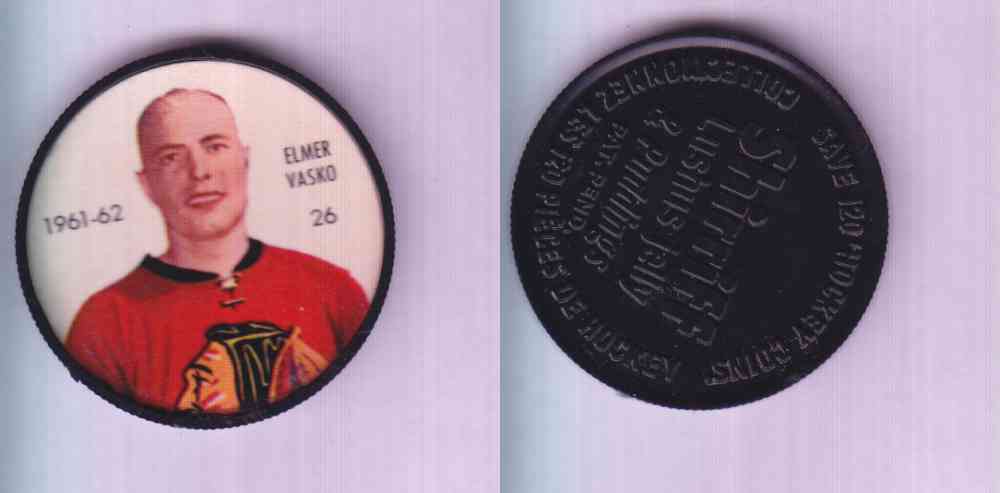 ELMER
VASKO
1961-62
26
SAVE 120 HOCKEY COINS
COLLECTIONNEZ LES 120 PIÈCES DE HOCKEY
Shirriff
Lushus Jelly
& Puddings
PAT. PEND.